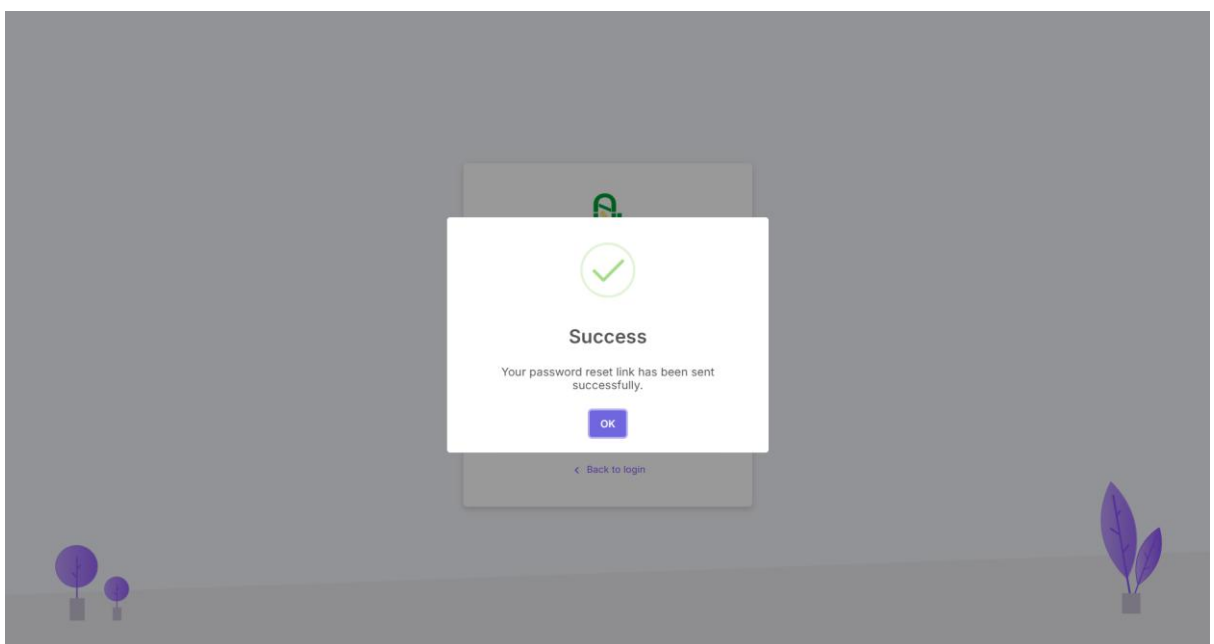 Success
Your password reset link has been sent
successfully.
OK
Back to login